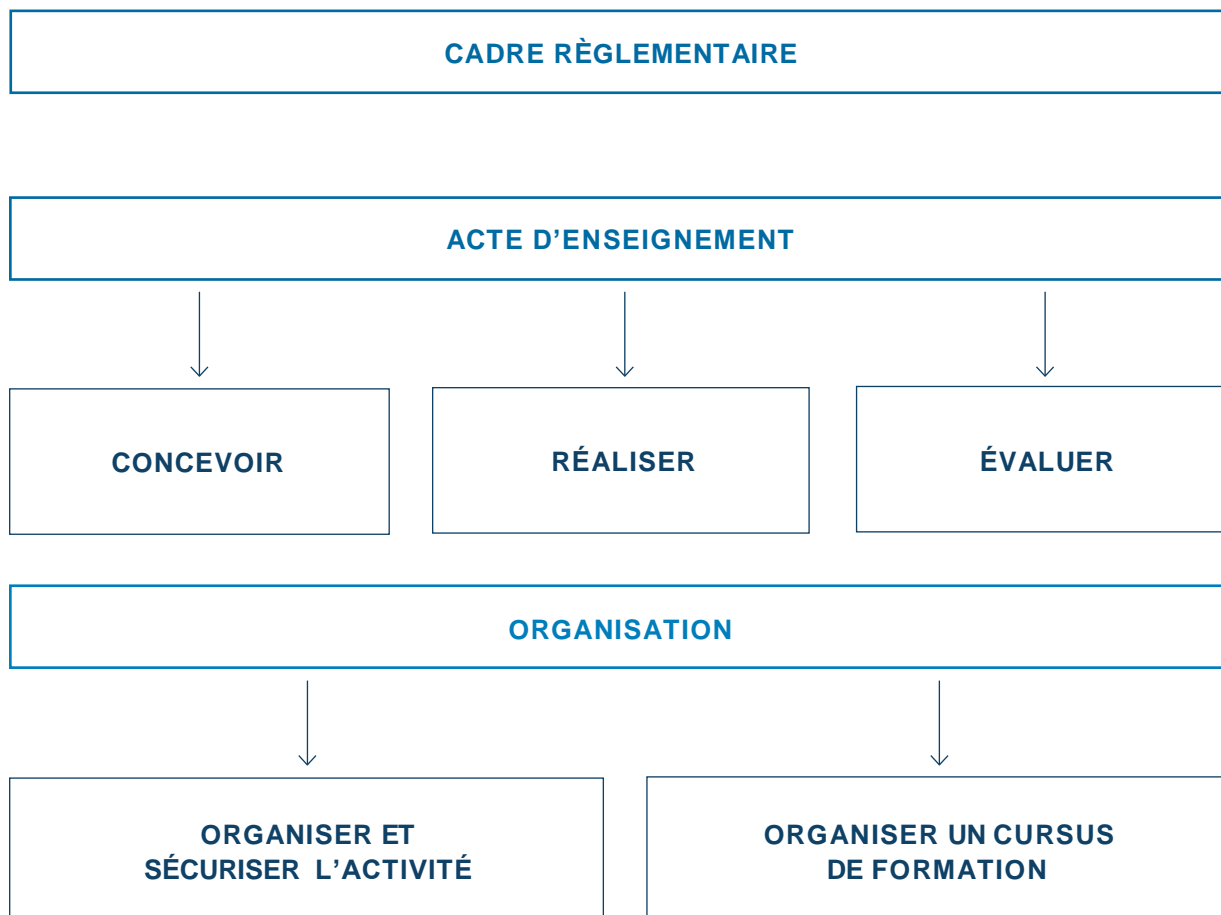 CADRE RÈGLEMENTAIRE
ACTE D’ENSEIGNEMENT
CONCEVOIR
RÉALISER
ÉVALUER
ORGANISATION
ORGANISER ET
SÉCURISER L’ACTIVITÉ
ORGANISER UN CURSUS
DE FORMATION